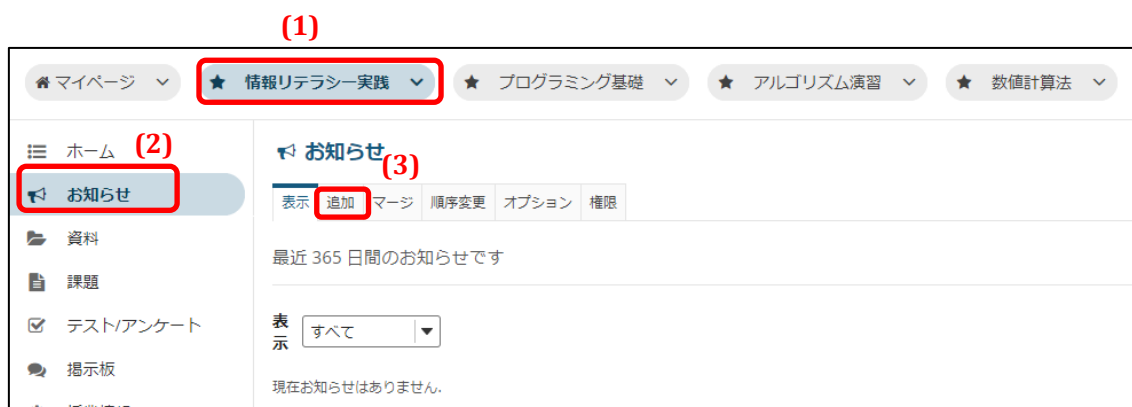 (1)
マイページ 情報リテラシー実践 プログラミング基礎 アルゴリズム演習 数値計算法
ホーム (2)
お知らせ
資料
課題
テスト/アンケート
掲示板
お知らせ
(3)
表示 追加 マージ 順序変更 オプション 権限
最近 365 日間のお知らせです
表示 すべて
現在お知らせはありません.